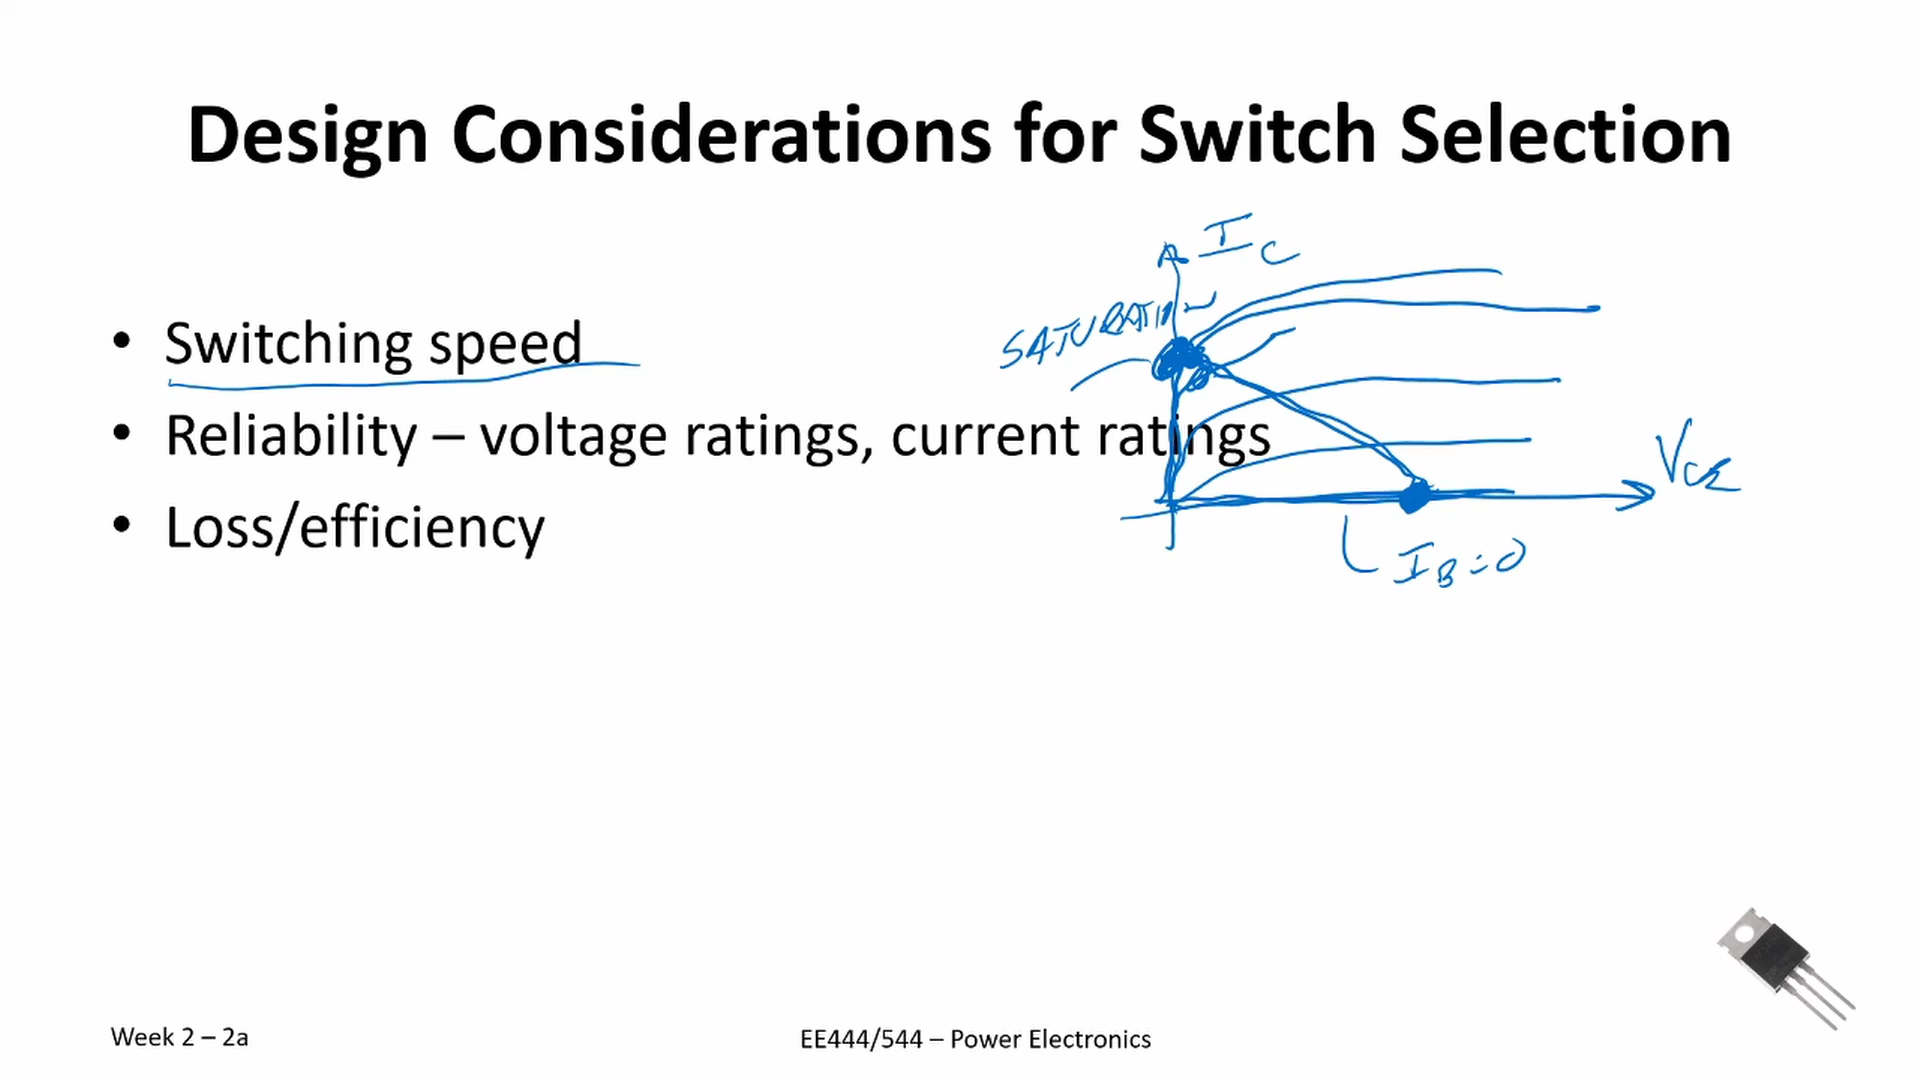 Design Considerations for Switch Selection
I C
SATURATION
• Switching speed
• Reliability – voltage ratings, current ratings
VCE
• Loss/efficiency
IB=0
Week 2 – 2a
EE444/544 – Power Electronics